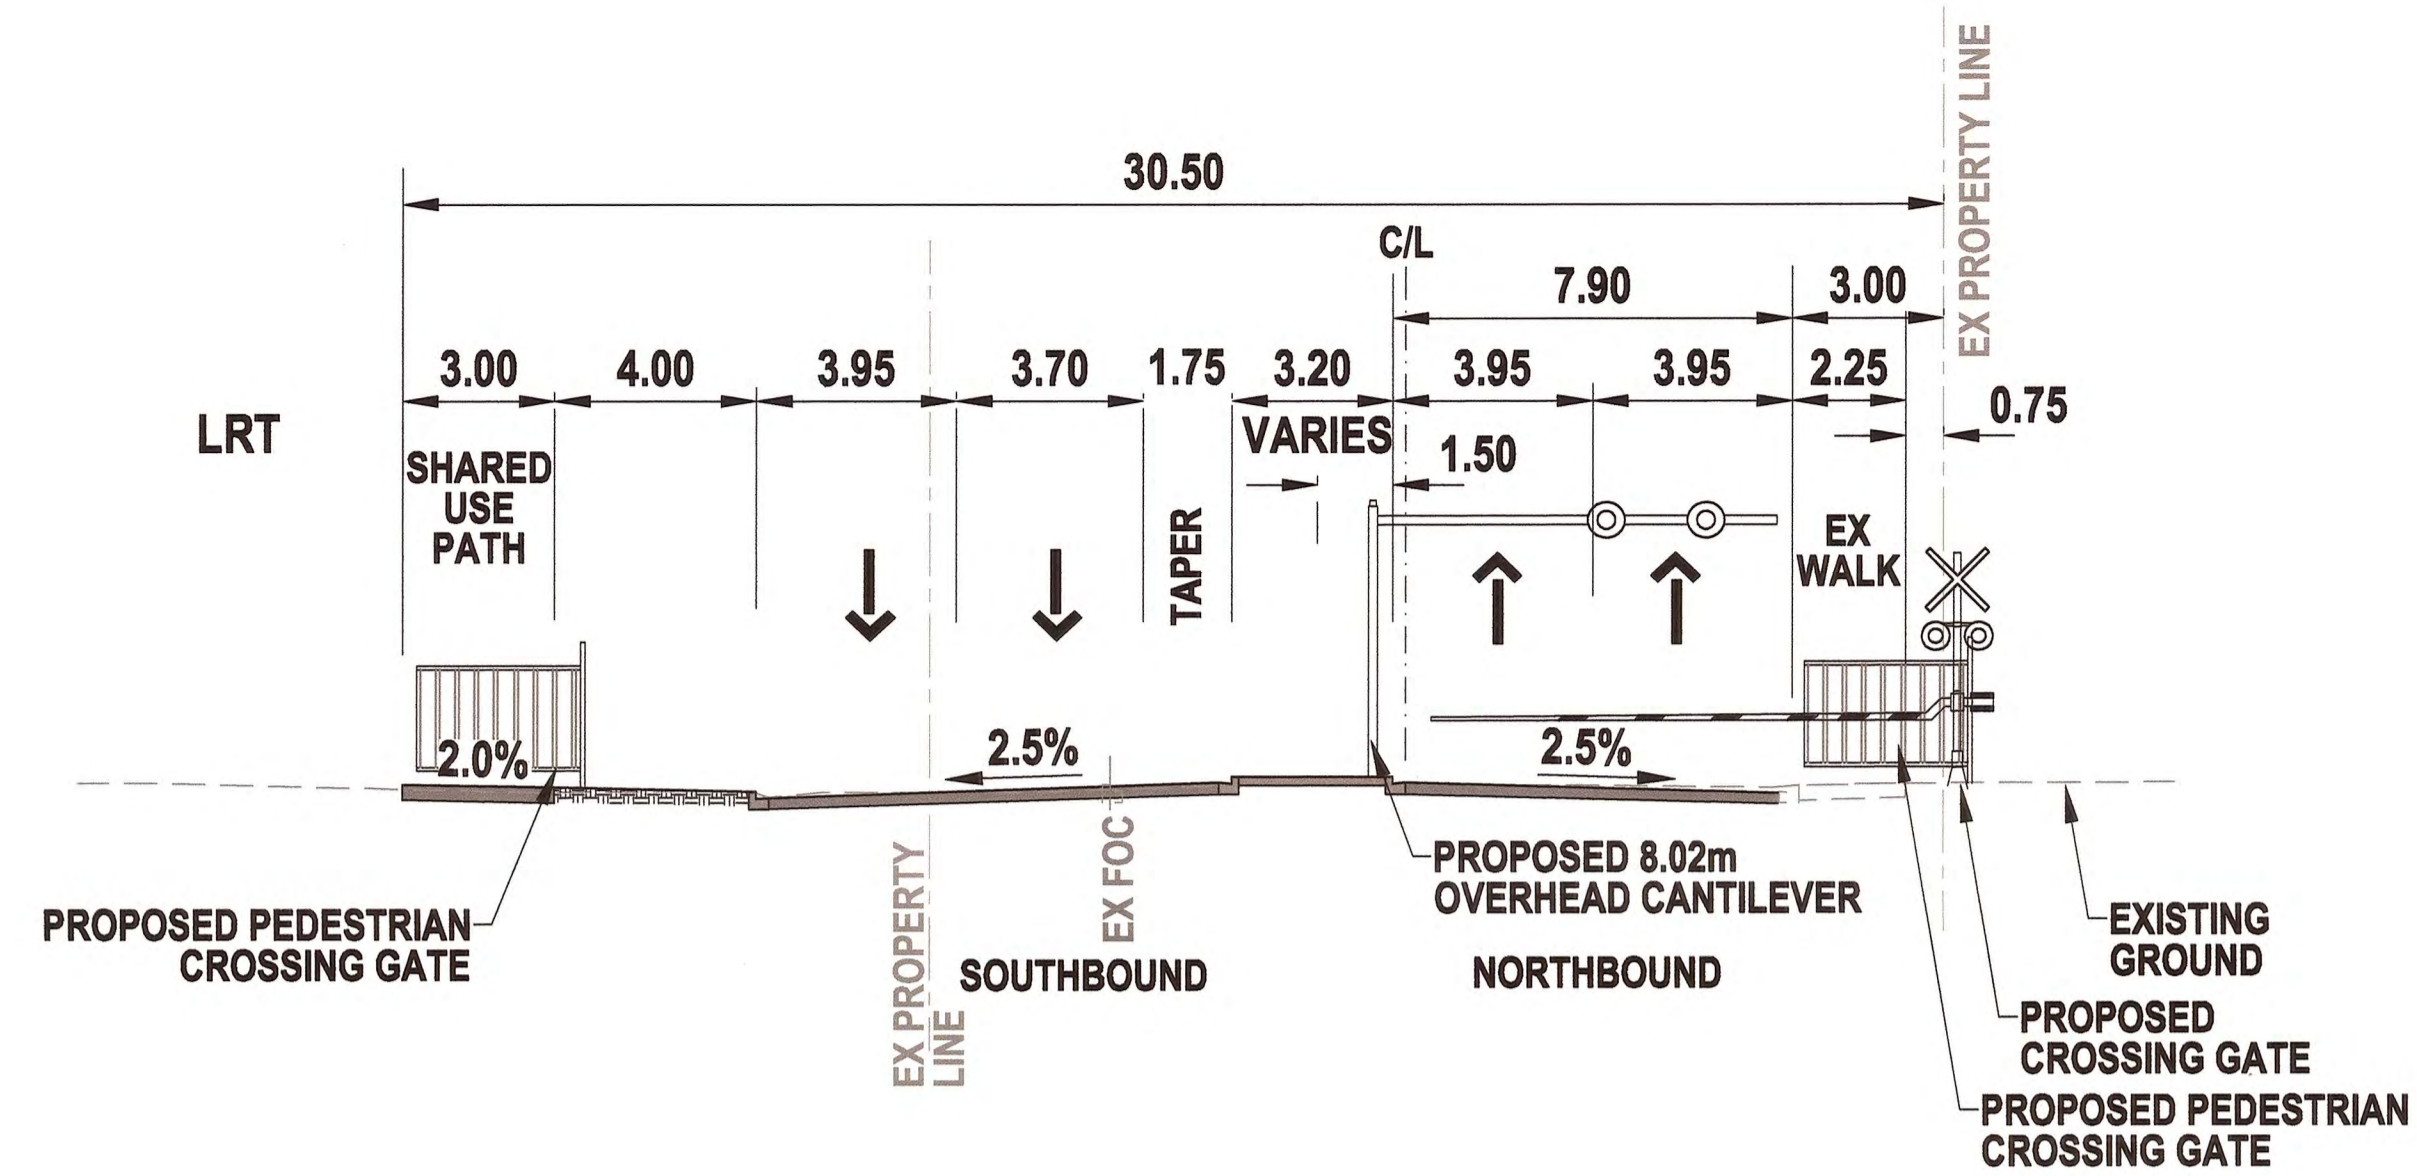 30.50
EX PROPERTY LINE
C/L
7.90
3.00
3.00
4.00
3.95
3.70
1.75
3.20
3.95
3.95
2.25
0.75
LRT
VARIES
1.50
SHARED
USE
PATH
TAPER
EX
WALK
2.0%
2.5%
2.5%
PROPOSED PEDESTRIAN
CROSSING GATE
EX PROPERTY
LINE
EX FOC
SOUTHBOUND
PROPOSED 8.02m
OVERHEAD CANTILEVER
NORTHBOUND
EXISTING
GROUND
PROPOSED
CROSSING GATE
PROPOSED PEDESTRIAN
CROSSING GATE